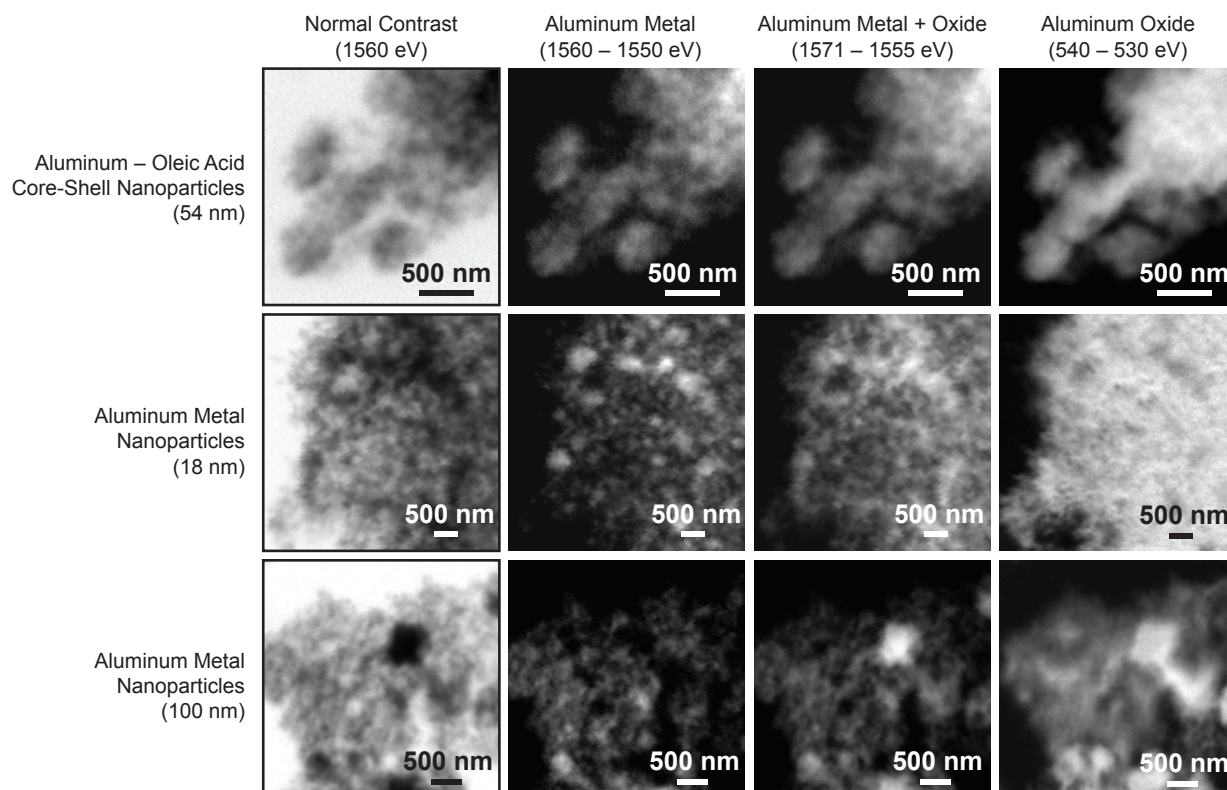 Normal Contrast
(1560 eV)
Aluminum Metal
(1560 – 1550 eV)
Aluminum Metal + Oxide
(1571 – 1555 eV)
Aluminum Oxide
(540 – 530 eV)
Aluminum – Oleic Acid
Core-Shell Nanoparticles
(54 nm)
500 nm
500 nm
500 nm
500 nm
Aluminum Metal
Nanoparticles
(18 nm)
500 nm
500 nm
500 nm
500 nm
Aluminum Metal
Nanoparticles
(100 nm)
500 nm
500 nm
500 nm
500 nm